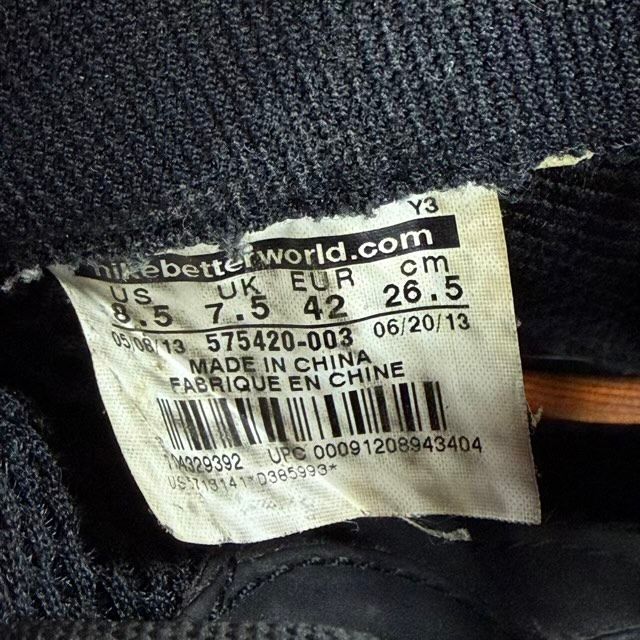 Y3
nikebetterworld.com
US UK EUR cm
8.5 7.5 42 26.5
05/08/13 575420-003 06/20/13
MADE IN CHINA
FABRIQUE EN CHINE
UPC 00091208943404